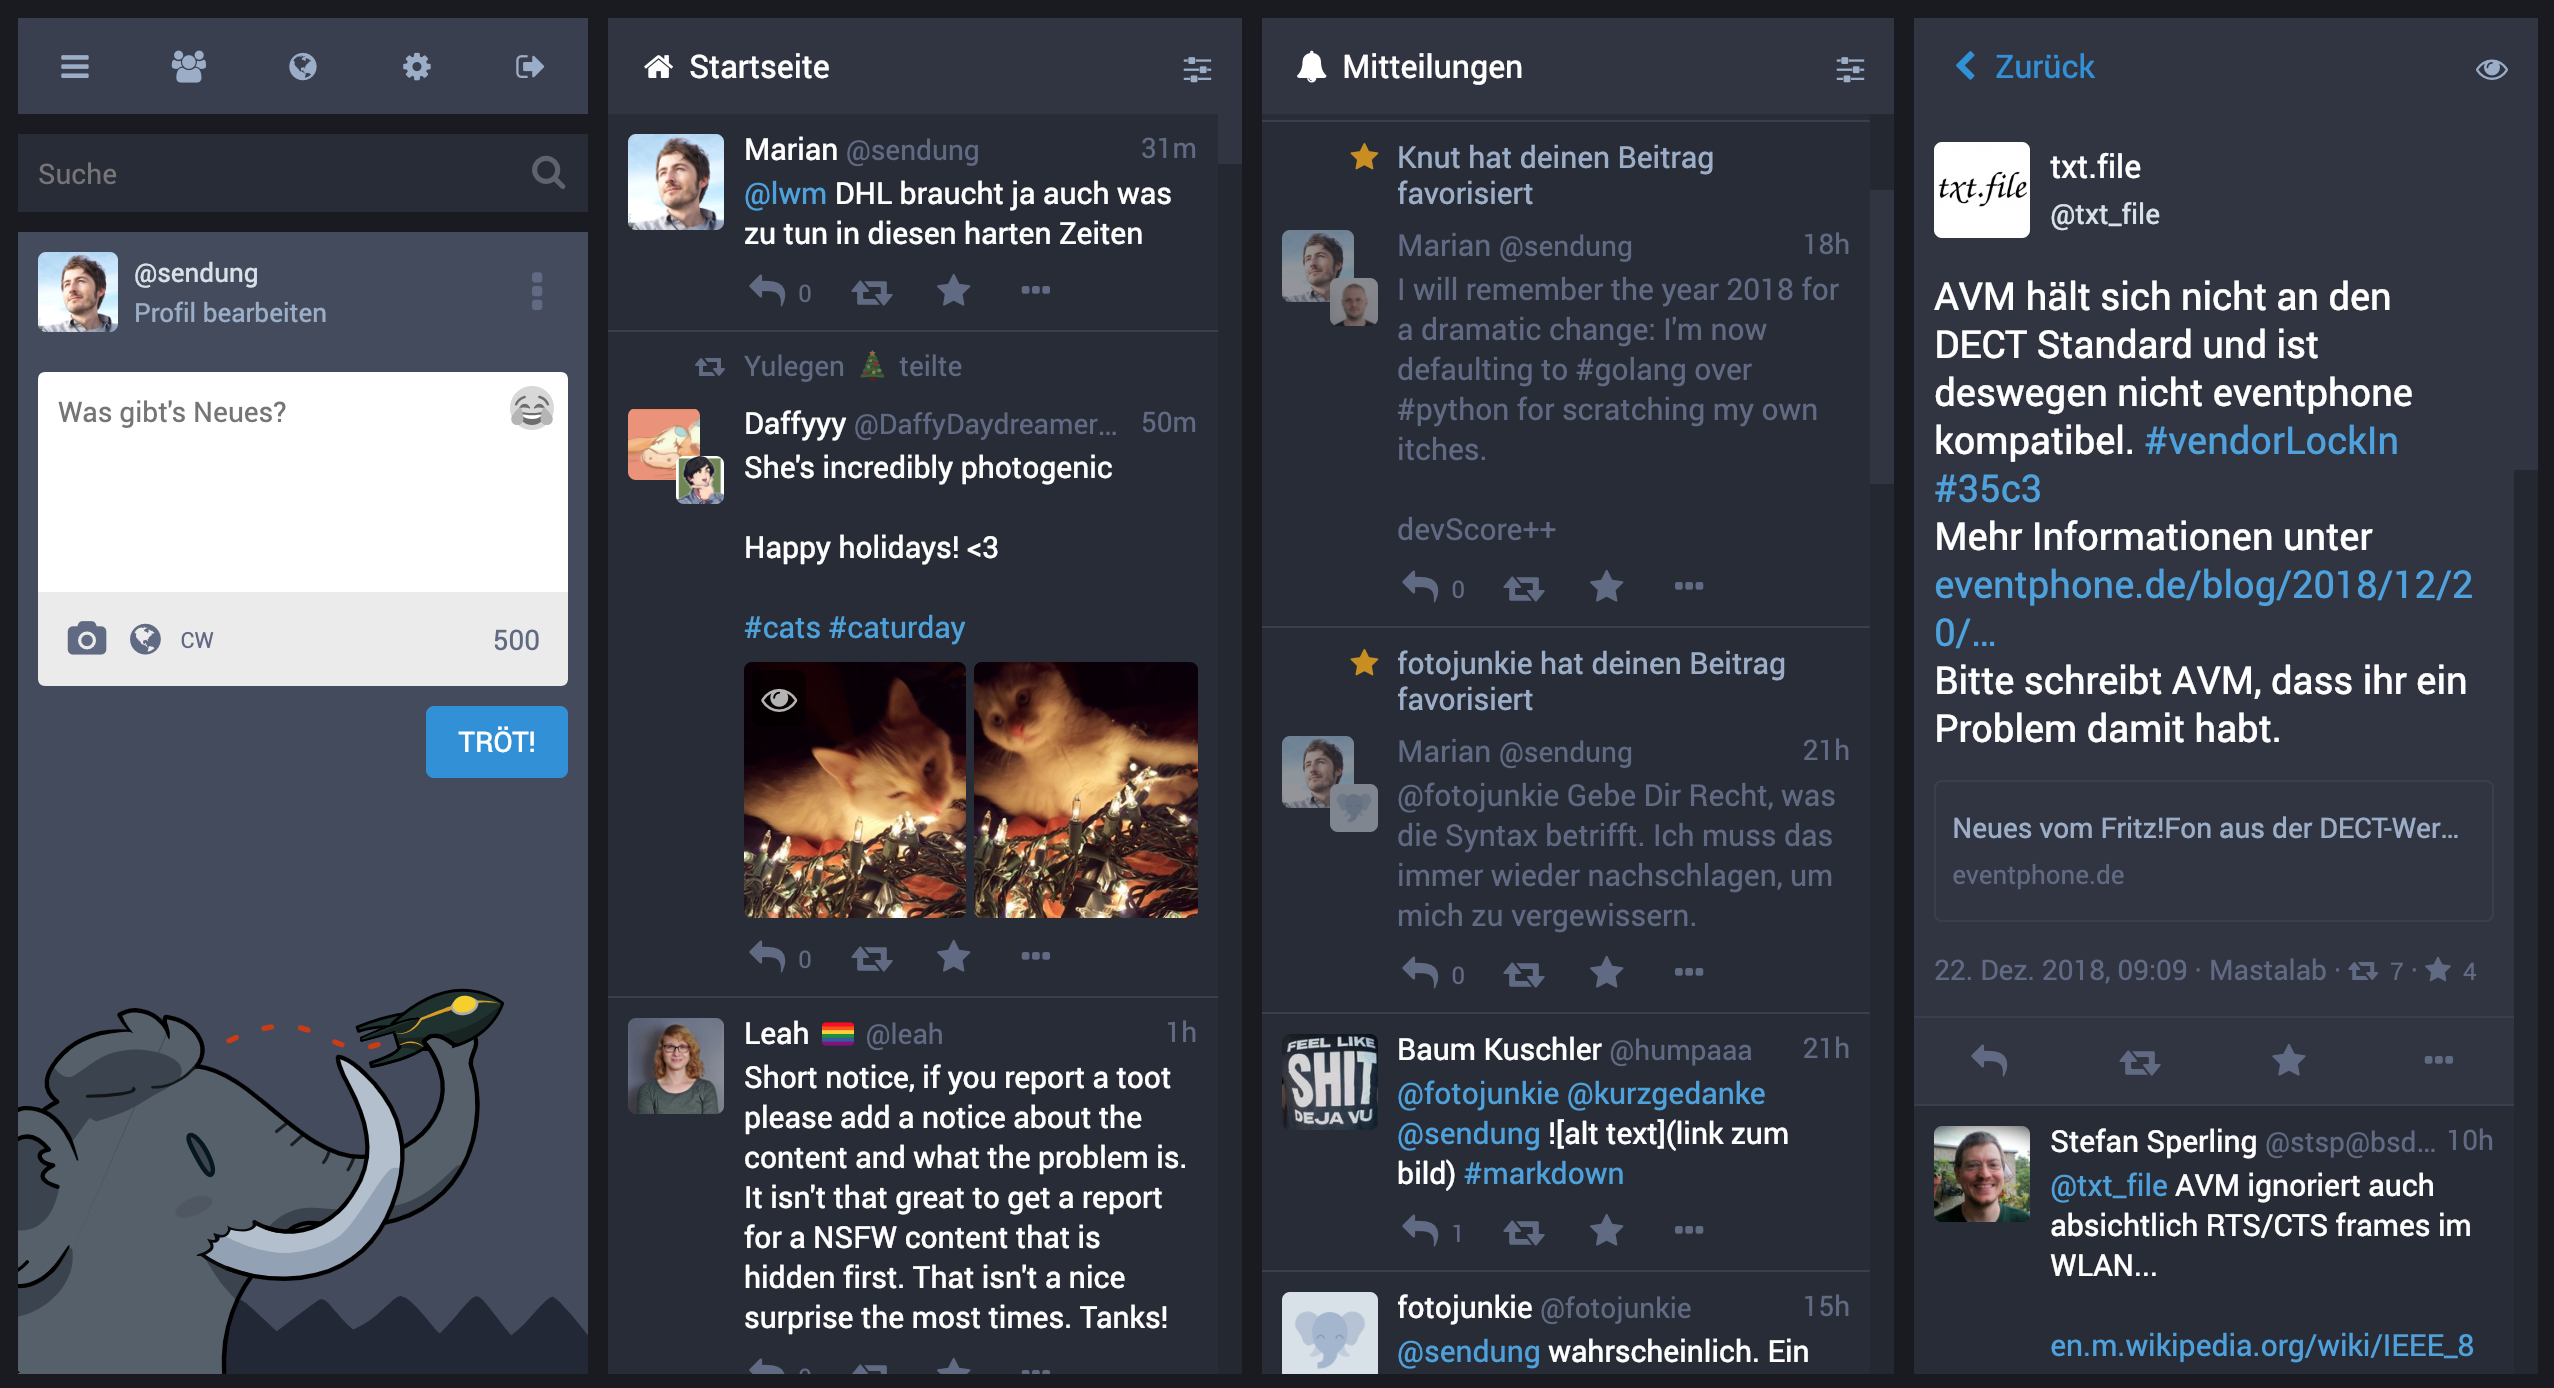 Suche
@sendung
Profil bearbeiten
Was gibt's Neues?
CW
500
TRÖT!
Startseite
Marian @sendung 31m
@lwm DHL braucht ja auch was
zu tun in diesen harten Zeiten
0
Yulegen 🎄 teilte
Daffyyy @DaffyDaydreamer... 50m
She's incredibly photogenic
Happy holidays! <3
#cats #caturday
0
Leah 🏳️‍🌈 @leah 1h
Short notice, if you report a toot
please add a notice about the
content and what the problem is.
It isn't that great to get a report
for a NSFW content that is
hidden first. That isn't a nice
surprise the most times. Tanks!
Mitteilungen
Knut hat deinen Beitrag
favorisiert
Marian @sendung 18h
I will remember the year 2018 for
a dramatic change: I'm now
defaulting to #golang over
#python for scratching my own
itches.
devScore++
0
fotojunkie hat deinen Beitrag
favorisiert
Marian @sendung 21h
@fotojunkie Gebe Dir Recht, was
die Syntax betrifft. Ich muss das
immer wieder nachschlagen, um
mich zu vergewissern.
0
FEEL LIKE
SHIT
DEJA VU
Baum Kuschler @humpaaa 21h
@fotojunkie @kurzgedanke
@sendung ![alt text](link zum
bild) #markdown
1
fotojunkie @fotojunkie 15h
@sendung wahrscheinlich. Ein
Zurück
txt.file
txt.file
@txt_file
AVM hält sich nicht an den
DECT Standard und ist
deswegen nicht eventphone
kompatibel. #vendorLockIn
#35c3
Mehr Informationen unter
eventphone.de/blog/2018/12/2
0/...
Bitte schreibt AVM, dass ihr ein
Problem damit habt.
Neues vom Fritz!Fon aus der DECT-Wer...
eventphone.de
22. Dez. 2018, 09:09 · Mastalab · 7 · 4
Stefan Sperling @stsp@bsd... 10h
@txt_file AVM ignoriert auch
absichtlich RTS/CTS frames im
WLAN...
en.m.wikipedia.org/wiki/IEEE_8